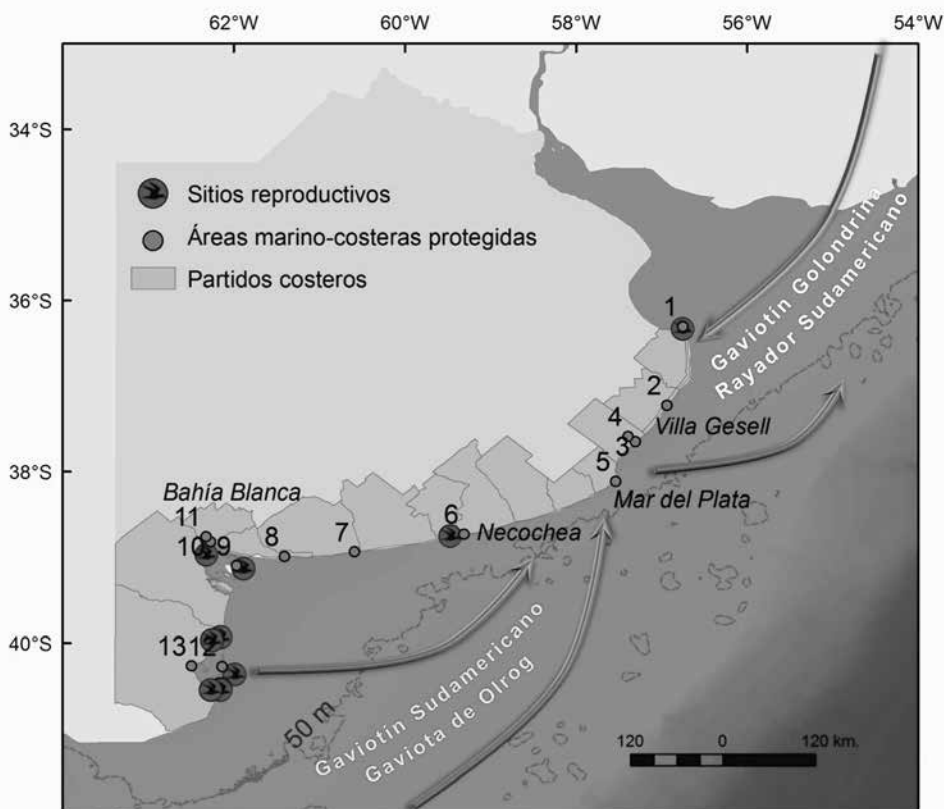 62°W 60°W 58°W 56°W 54°W
34°S
36°S
38°S
40°S
Sitios reproductivos
Áreas marino-costeras protegidas
Partidos costeros
Gaviotín Golondrina
Rayador Sudamericano
1
2
Villa Gesell
4
3
5
Mar del Plata
Bahía Blanca
11
10
9
8
7
6
Necochea
13
12
50 m
Gaviotín Sudamericano
Gaviota de Olrog
120 0 120 km.